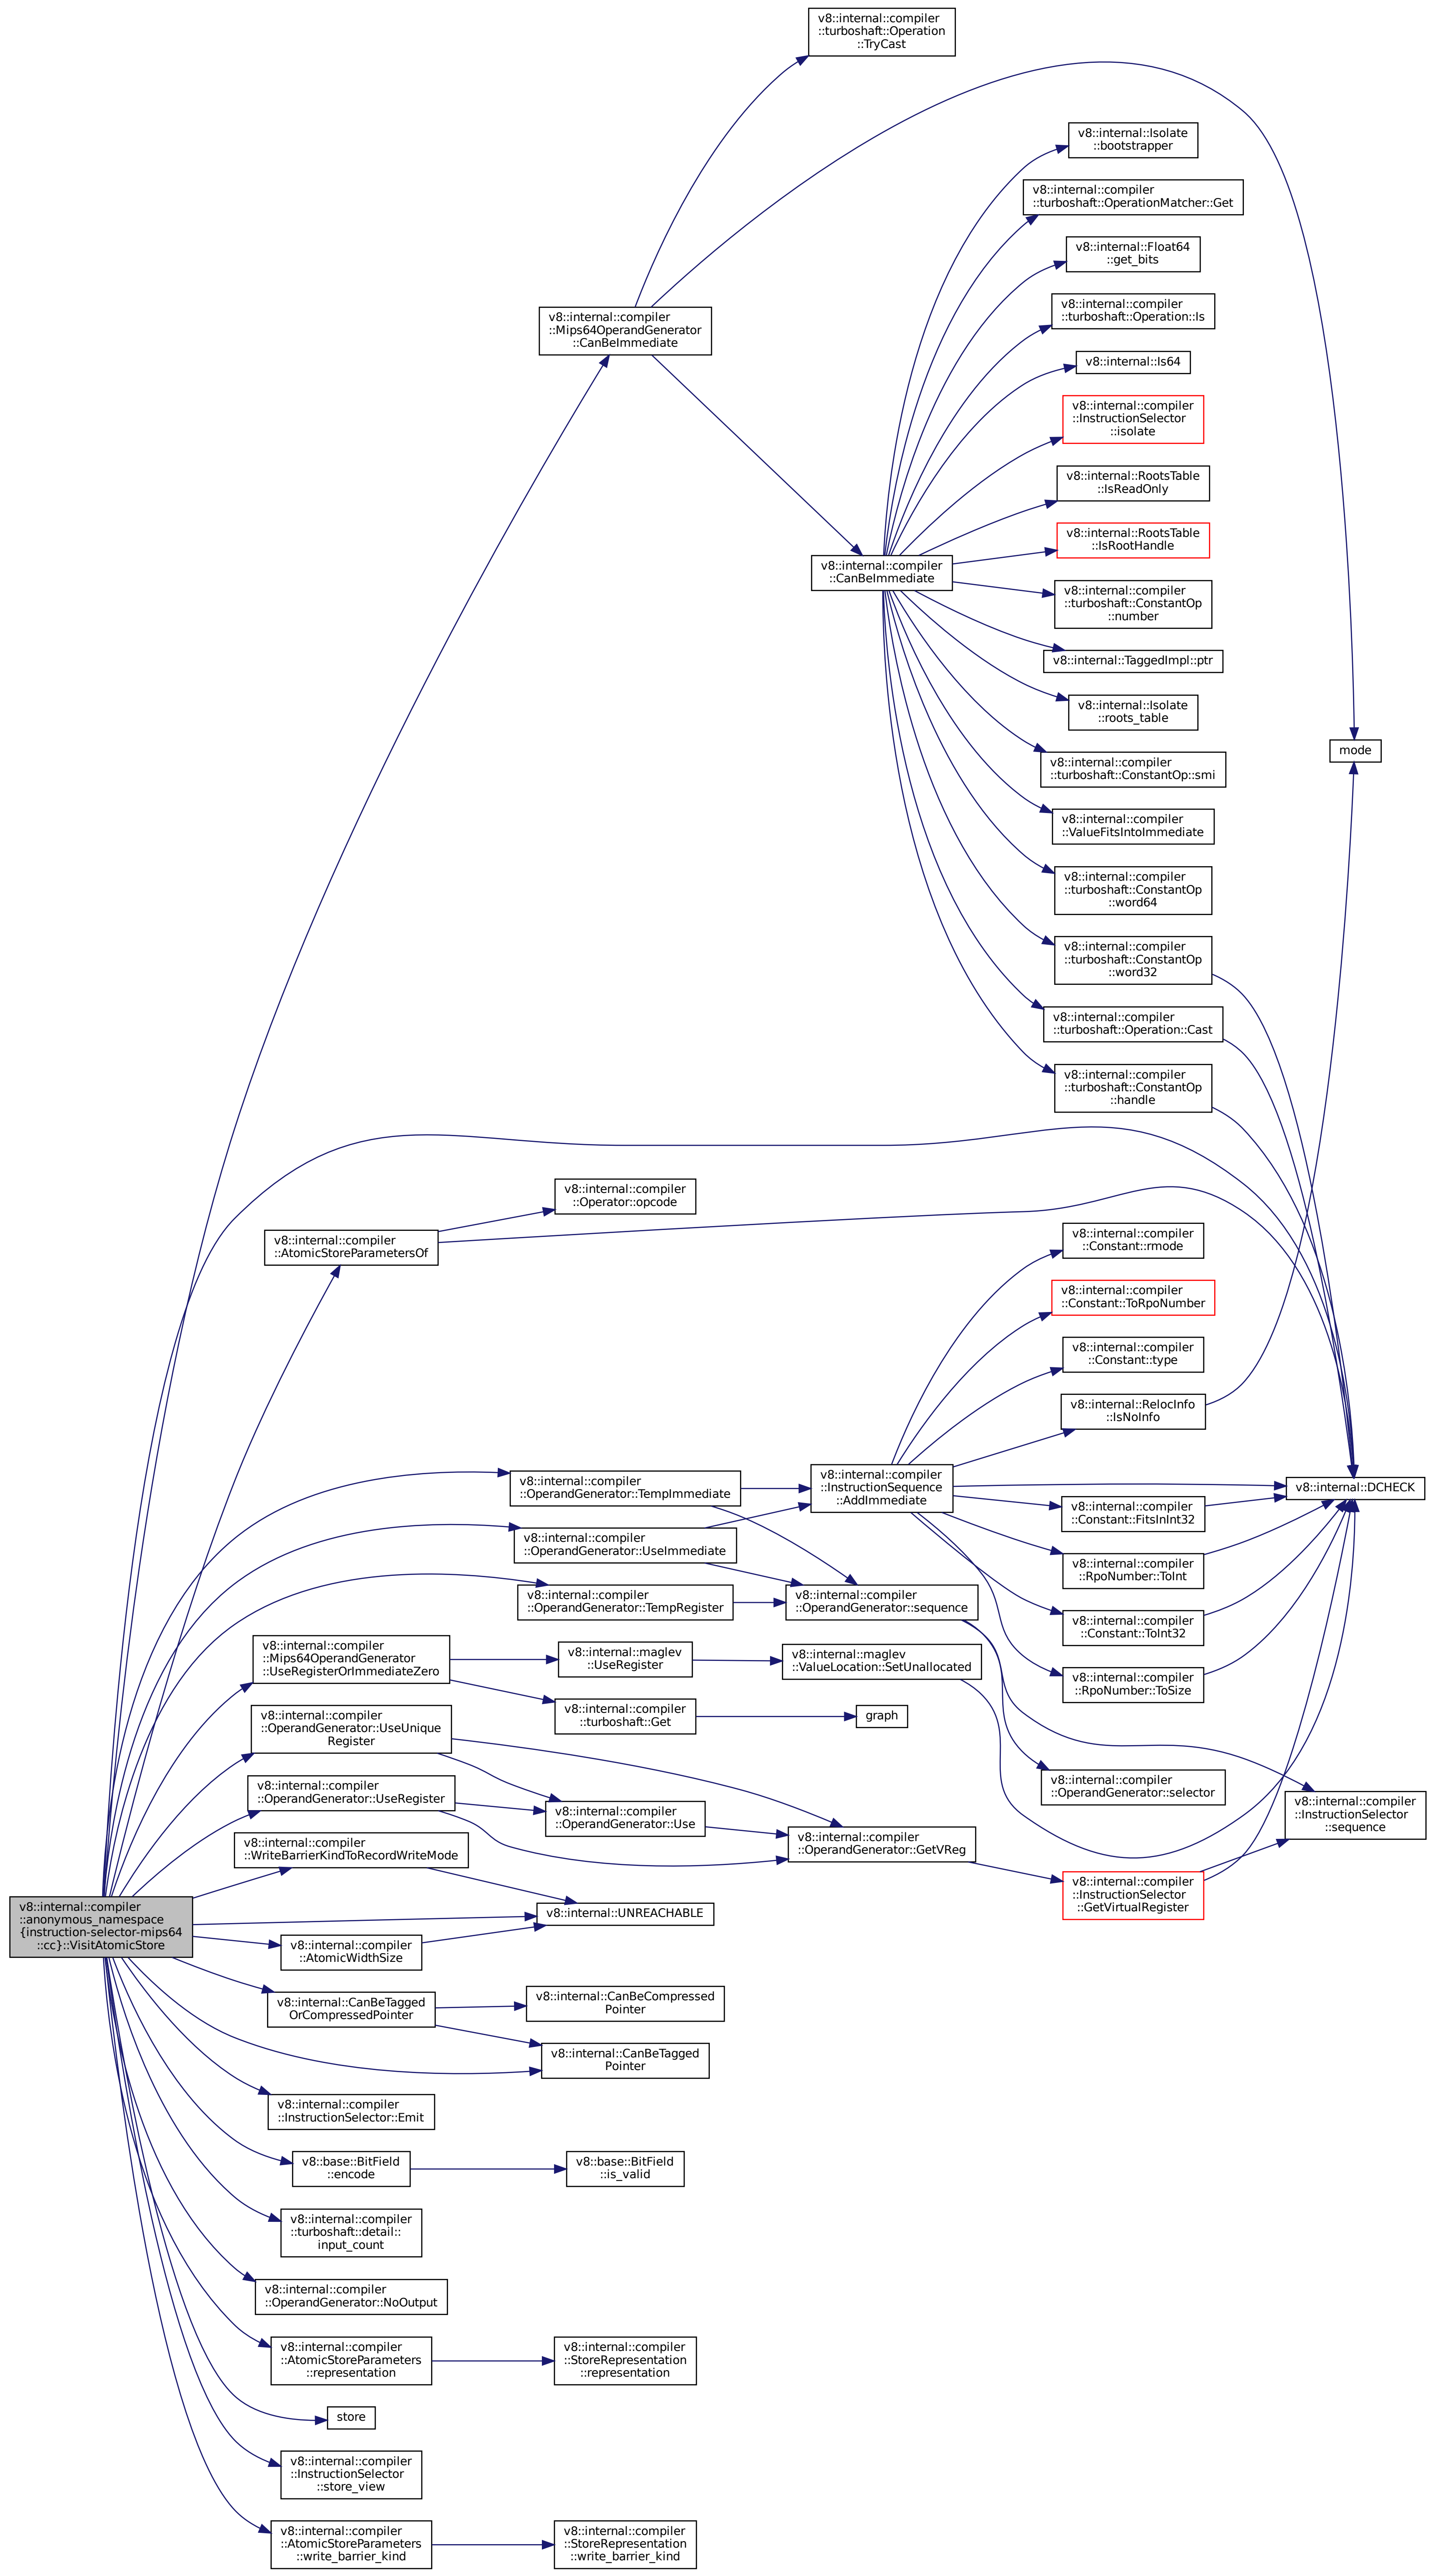 v8::internal::compiler
::turboshaft::Operation
::TryCast
v8::internal::Isolate
::bootstrapper
v8::internal::compiler
::turboshaft::OperationMatcher::Get
v8::internal::Float64
::get_bits
v8::internal::compiler
::turboshaft::Operation::Is
v8::internal::compiler
::Mips64OperandGenerator
::CanBeImmediate
v8::internal::Is64
v8::internal::compiler
::InstructionSelector
::isolate
v8::internal::RootsTable
::IsReadOnly
v8::internal::RootsTable
::IsRootHandle
v8::internal::compiler
::CanBeImmediate
v8::internal::compiler
::turboshaft::ConstantOp
::number
v8::internal::TaggedImpl::ptr
v8::internal::Isolate
::roots_table
mode
v8::internal::compiler
::turboshaft::ConstantOp::smi
v8::internal::compiler
::ValueFitsIntoImmediate
v8::internal::compiler
::turboshaft::ConstantOp
::word64
v8::internal::compiler
::turboshaft::ConstantOp
::word32
v8::internal::compiler
::turboshaft::Operation::Cast
v8::internal::compiler
::turboshaft::ConstantOp
::handle
v8::internal::compiler
::Operator::opcode
v8::internal::compiler
::AtomicStoreParametersOf
v8::internal::compiler
::Constant::rmode
v8::internal::compiler
::Constant::ToRpoNumber
v8::internal::compiler
::Constant::type
v8::internal::RelocInfo
::IsNoInfo
v8::internal::compiler
::OperandGenerator::TempImmediate
v8::internal::compiler
::InstructionSequence
::AddImmediate
v8::internal::DCHECK
v8::internal::compiler
::Constant::FitsInInt32
v8::internal::compiler
::OperandGenerator::UseImmediate
v8::internal::compiler
::RpoNumber::ToInt
v8::internal::compiler
::OperandGenerator::TempRegister
v8::internal::compiler
::OperandGenerator::sequence
v8::internal::compiler
::Constant::ToInt32
v8::internal::compiler
::Mips64OperandGenerator
::UseRegisterOrImmediateZero
v8::internal::maglev
::UseRegister
v8::internal::maglev
::ValueLocation::SetUnallocated
v8::internal::compiler
::RpoNumber::ToSize
v8::internal::compiler
::turboshaft::Get
graph
v8::internal::compiler
::OperandGenerator::UseUnique
Register
v8::internal::compiler
::OperandGenerator::selector
v8::internal::compiler
::OperandGenerator::UseRegister
v8::internal::compiler
::OperandGenerator::Use
v8::internal::compiler
::InstructionSelector
::sequence
v8::internal::compiler
::WriteBarrierKindToRecordWriteMode
v8::internal::compiler
::OperandGenerator::GetVReg
v8::internal::compiler
::InstructionSelector
::GetVirtualRegister
v8::internal::compiler
::anonymous_namespace
{instruction-selector-mips64
::cc}::VisitAtomicStore
v8::internal::UNREACHABLE
v8::internal::compiler
::AtomicWidthSize
v8::internal::CanBeTagged
OrCompressedPointer
v8::internal::CanBeCompressed
Pointer
v8::internal::CanBeTagged
Pointer
v8::internal::compiler
::InstructionSelector::Emit
v8::base::BitField
::encode
v8::base::BitField
::is_valid
v8::internal::compiler
::turboshaft::detail::
input_count
v8::internal::compiler
::OperandGenerator::NoOutput
v8::internal::compiler
::AtomicStoreParameters
::representation
v8::internal::compiler
::StoreRepresentation
::representation
store
v8::internal::compiler
::InstructionSelector
::store_view
v8::internal::compiler
::AtomicStoreParameters
::write_barrier_kind
v8::internal::compiler
::StoreRepresentation
::write_barrier_kind